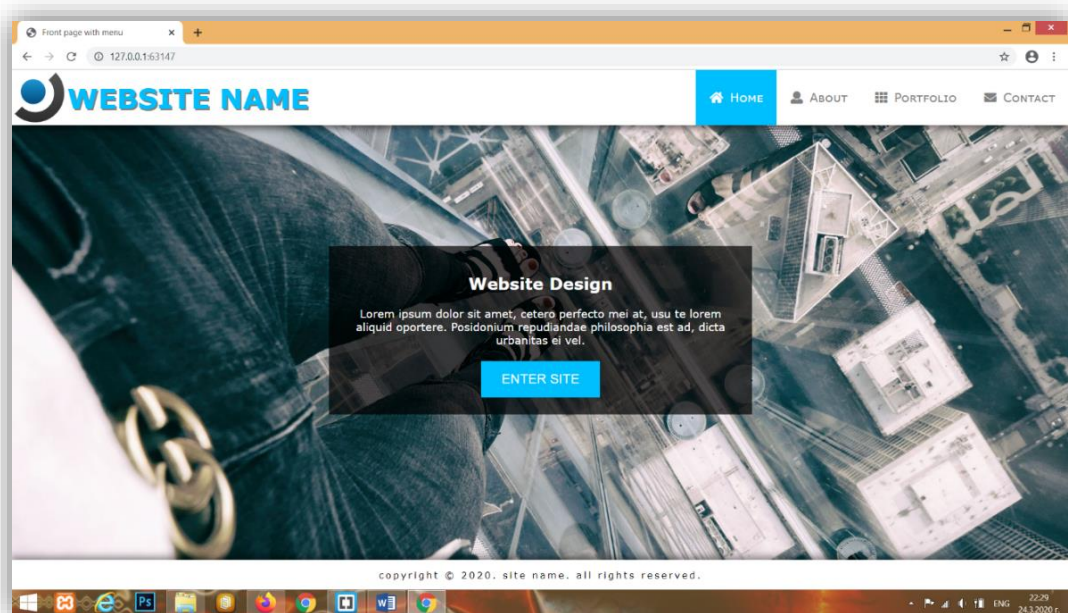 Front page with menu
127.0.0.1:63147
WEBSITE NAME
Home About Portfolio Contact
Website Design
Lorem ipsum dolor sit amet, cetero perfecto mei at, usu te lorem
aliquid oportere. Posidonium repudiandae philosophia est ad, dicta
urbanitas ei vel.
ENTER SITE
copyright © 2020. site name. all rights reserved.
Ps
ENG
22:29
24.3.2020 г.